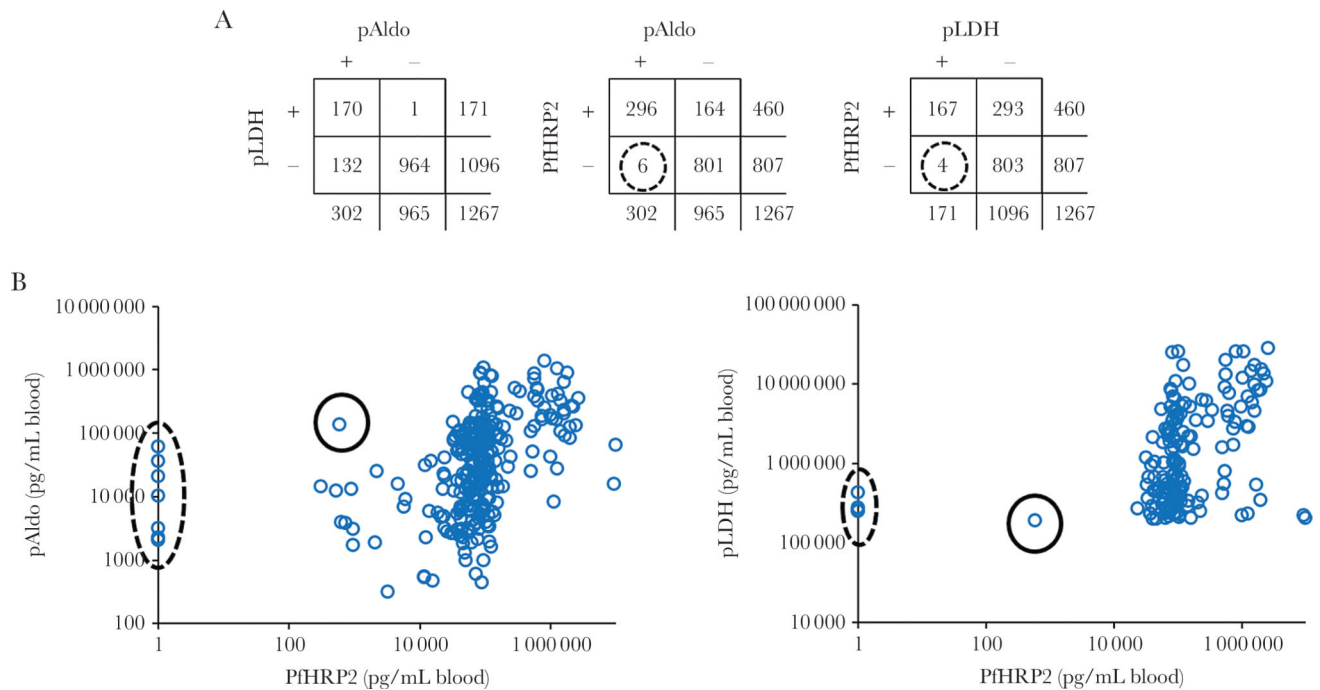 A
pAldo
+ −
pLDH
+ 170 1 171
− 132 964 1096
302 965 1267
pAldo
+ −
PfHRP2
+ 296 164 460
− 6 801 807
302 965 1267
pLDH
+ −
PfHRP2
+ 167 293 460
− 4 803 807
171 1096 1267
B
pAldo (pg/mL blood)
10 000 000
1 000 000
100 000
10 000
1000
100
1 100 10 000 1 000 000
PfHRP2 (pg/mL blood)
pLDH (pg/mL blood)
100 000 000
10 000 000
1 000 000
100 000
10 000
1 100 10 000 1 000 000
PfHRP2 (pg/mL blood)